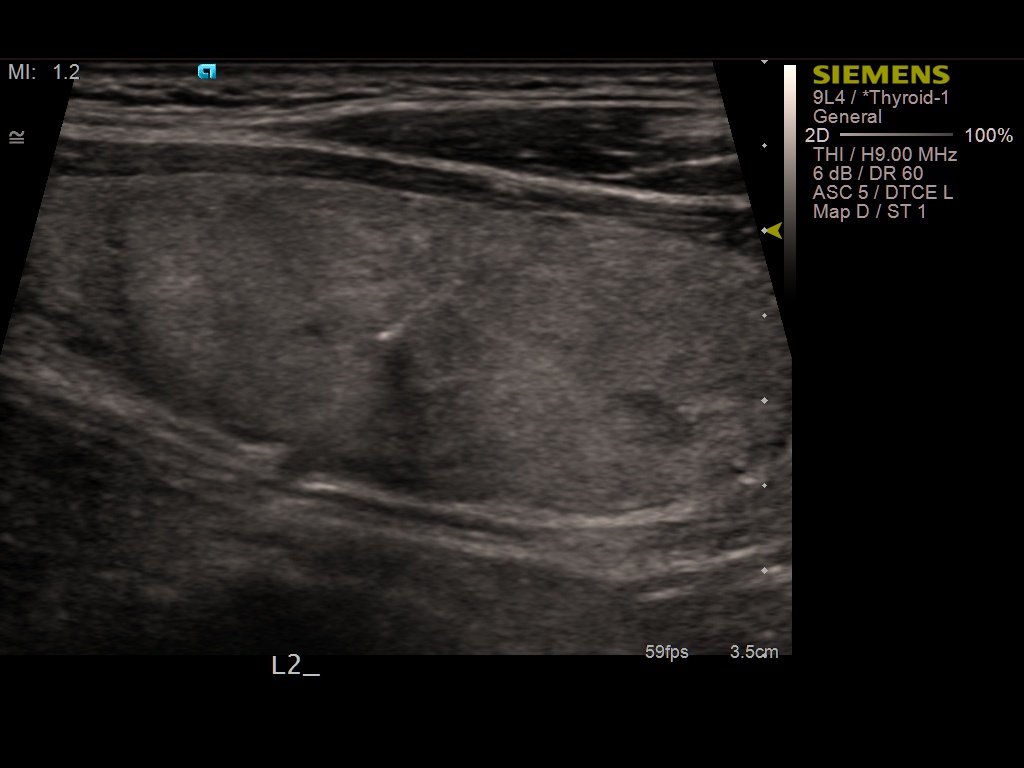 MI: 1.2
SIEMENS
9L4 / *Thyroid-1
General
2D 100%
THI / H9.00 MHz
6 dB / DR 60
ASC 5 / DTCE L
Map D / ST 1
59fps 3.5cm
L2_